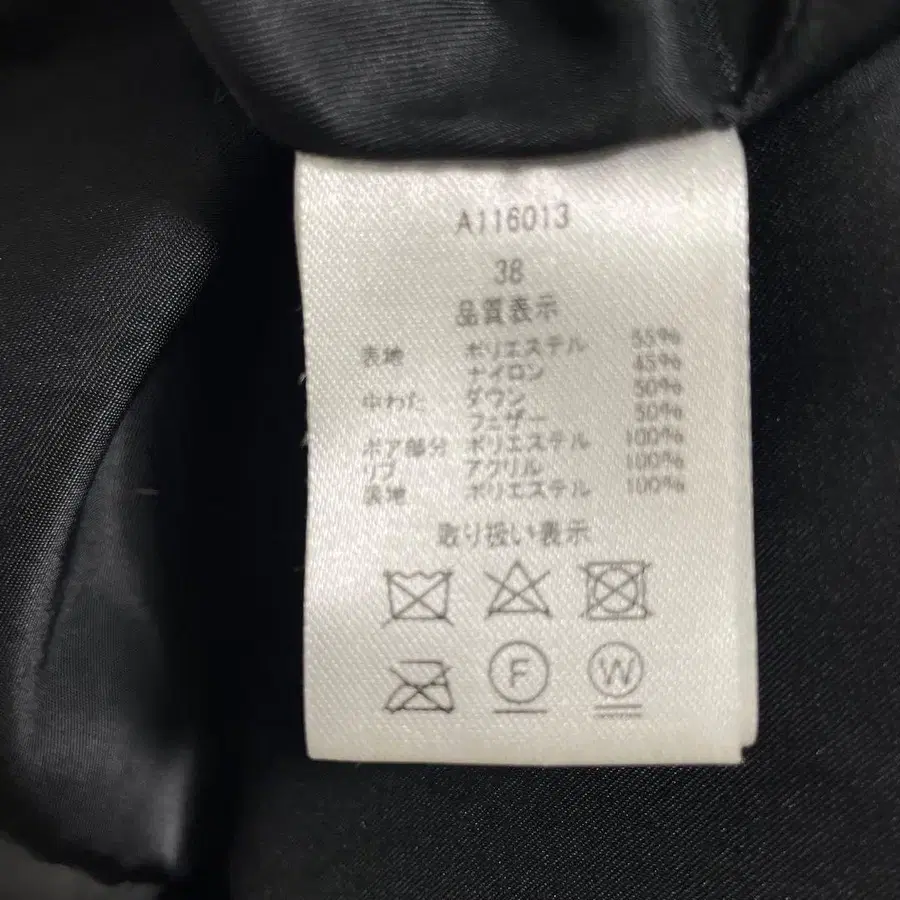 A116013
38
品質表示
表地 ポリエステル 55%
ナイロン 45%
中わた ダウン 50%
フェザー 50%
ボア部分 ポリエステル 100%
リブ アクリル 100%
表地 ポリエステル 100%
取り扱い表示
F W